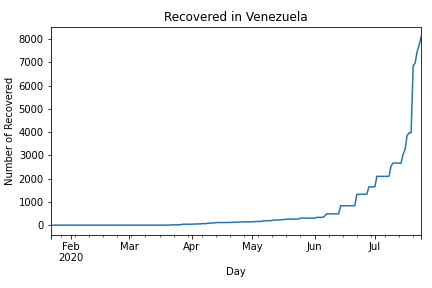 Recovered in Venezuela
Number of Recovered
8000
7000
6000
5000
4000
3000
2000
1000
0
Feb
2020
Mar
Apr
May
Jun
Jul
Day